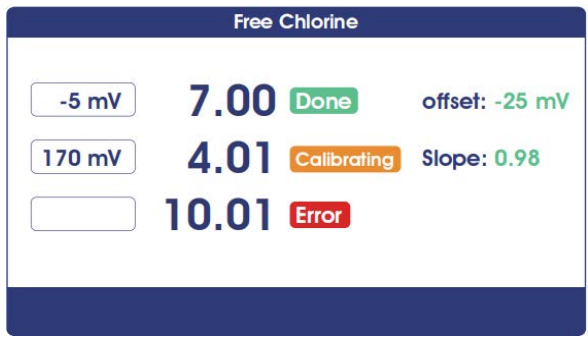 Free Chlorine
-5 mV 7.00 Done offset: -25 mV
170 mV 4.01 Calibrating Slope: 0.98
10.01 Error